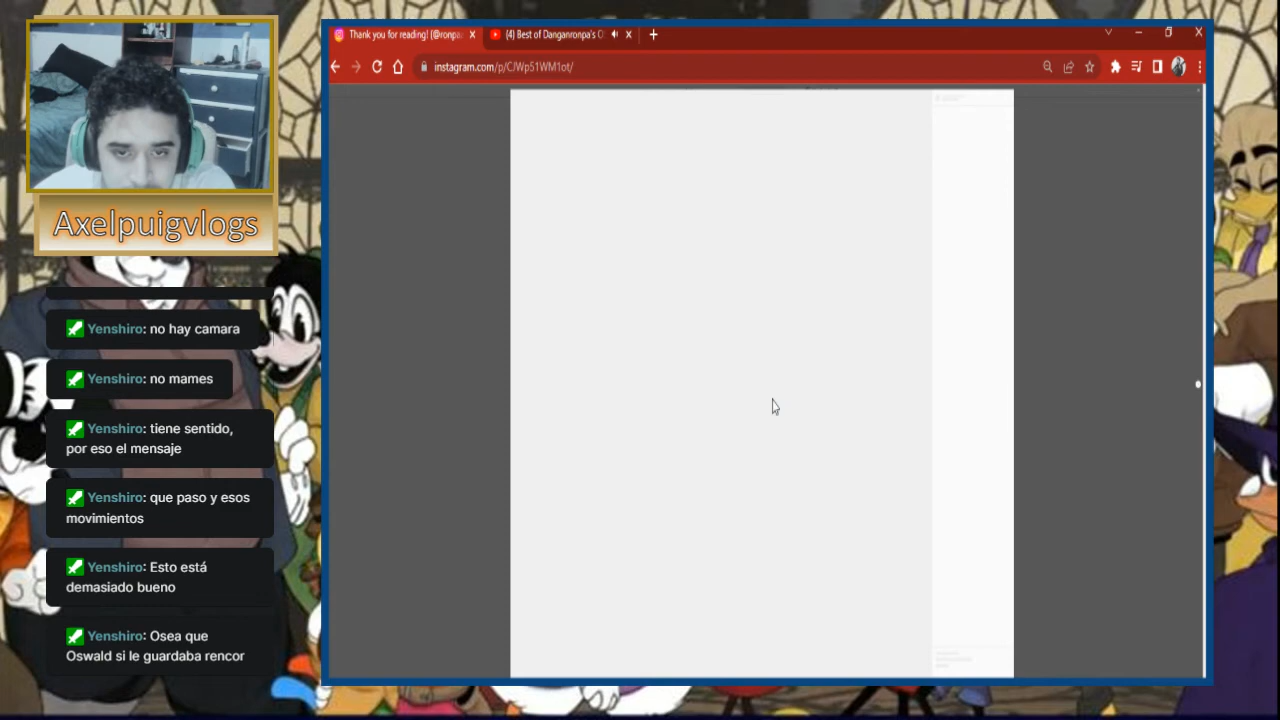 Thank you for reading! (@ronpa
(4) Best of Danganronpa's O
instagram.com/p/CJWp51WM1ot/
Axelpuigvlogs
Yenshiro: no hay camara
Yenshiro: no mames
Yenshiro: tiene sentido,
por eso el mensaje
Yenshiro: que paso y esos
movimientos
Yenshiro: Esto está
demasiado bueno
Yenshiro: Osea que
Oswald si le guardaba rencor